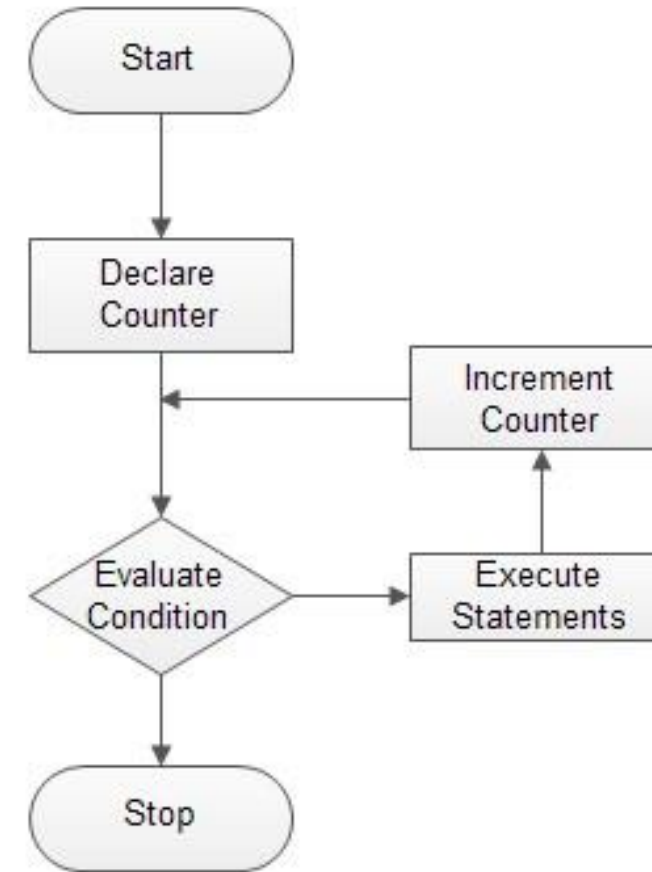 Start
Declare
Counter
Increment
Counter
Evaluate
Condition
Execute
Statements
Stop